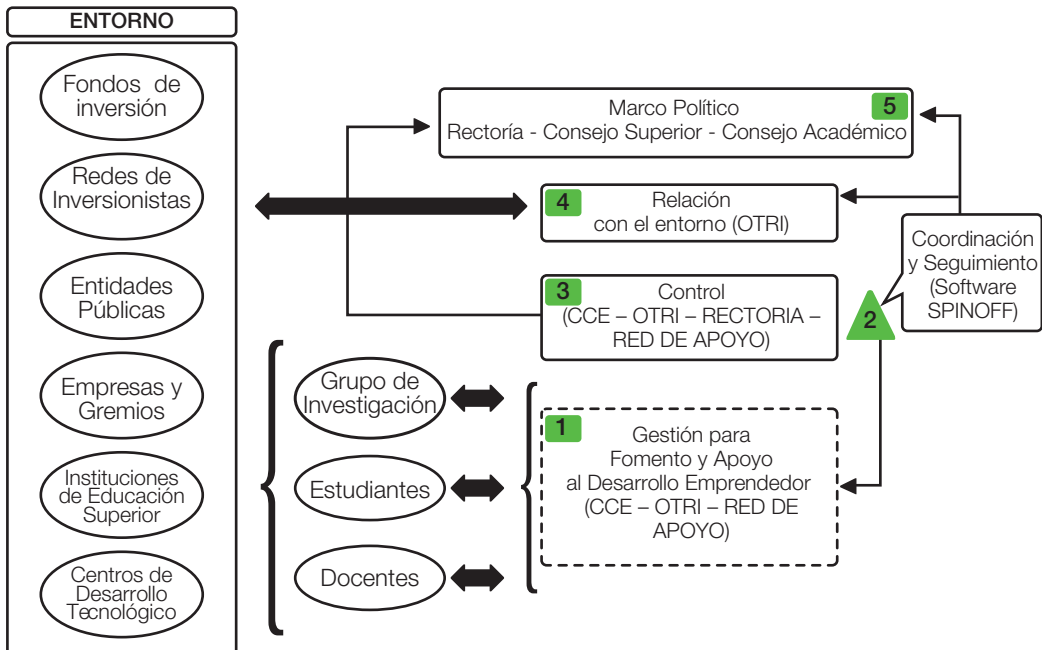 ENTORNO
Fondos de
inversión
Redes de
Inversionistas
Entidades
Públicas
Empresas y
Gremios
Instituciones
de Educación
Superior
Centros de
Desarrollo
Tecnológico
5
Marco Político
Rectoría - Consejo Superior - Consejo Académico
4
Relación
con el entorno (OTRI)
3
Control
(CCE – OTRI – RECTORIA –
RED DE APOYO)
Coordinación
y Seguimiento
(Software
SPINOFF)
2
Grupo de
Investigación
Estudiantes
Docentes
1
Gestión para
Fomento y Apoyo
al Desarrollo Emprendedor
(CCE – OTRI – RED DE
APOYO)